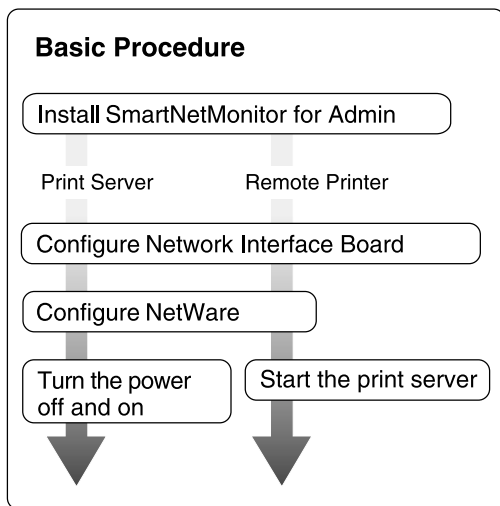 Basic Procedure
Install SmartNetMonitor for Admin
Print Server
Remote Printer
Configure Network Interface Board
Configure NetWare
Turn the power
off and on
Start the print server